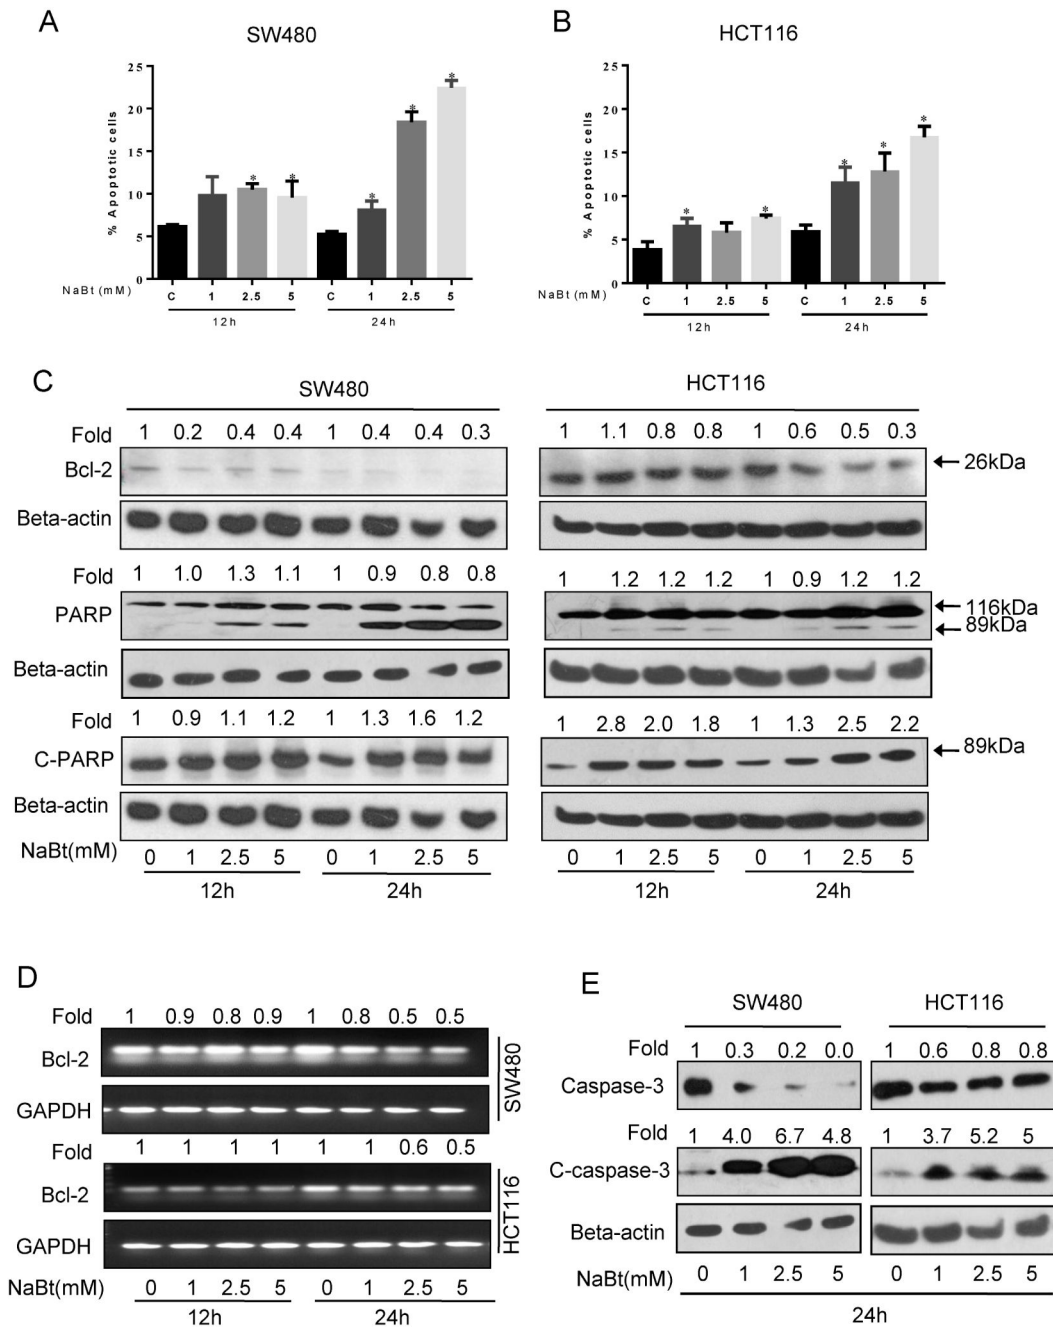 A
SW480
% Apoptotic cells
25
20
15
10
5
0
* * * * *
NaBt (mM)
C 1 2.5 5 C 1 2.5 5
12h 24h
B
HCT116
% Apoptotic cells
25
20
15
10
5
0
* * * * *
NaBt (mM)
C 1 2.5 5 C 1 2.5 5
12h 24h
C
SW480 HCT116
Fold 1 0.2 0.4 0.4 1 0.4 0.4 0.3 1 1.1 0.8 0.8 1 0.6 0.5 0.3
Bcl-2 26kDa
Beta-actin
Fold 1 1.0 1.3 1.1 1 0.9 0.8 0.8 1 1.2 1.2 1.2 1 0.9 1.2 1.2
PARP 116kDa
89kDa
Beta-actin
Fold 1 0.9 1.1 1.2 1 1.3 1.6 1.2 1 2.8 2.0 1.8 1 1.3 2.5 2.2
C-PARP 89kDa
Beta-actin
NaBt(mM) 0 1 2.5 5 0 1 2.5 5 0 1 2.5 5 0 1 2.5 5
12h 24h 12h 24h
D
Fold 1 0.9 0.8 0.9 1 0.8 0.5 0.5
Bcl-2
GAPDH
SW480
Fold 1 1 1 1 1 1 0.6 0.5
Bcl-2
GAPDH
HCT116
NaBt(mM) 0 1 2.5 5 0 1 2.5 5
12h 24h
E
SW480 HCT116
Fold 1 0.3 0.2 0.0 1 0.6 0.8 0.8
Caspase-3
Fold 1 4.0 6.7 4.8 1 3.7 5.2 5
C-caspase-3
Beta-actin
NaBt(mM) 0 1 2.5 5 0 1 2.5 5
24h